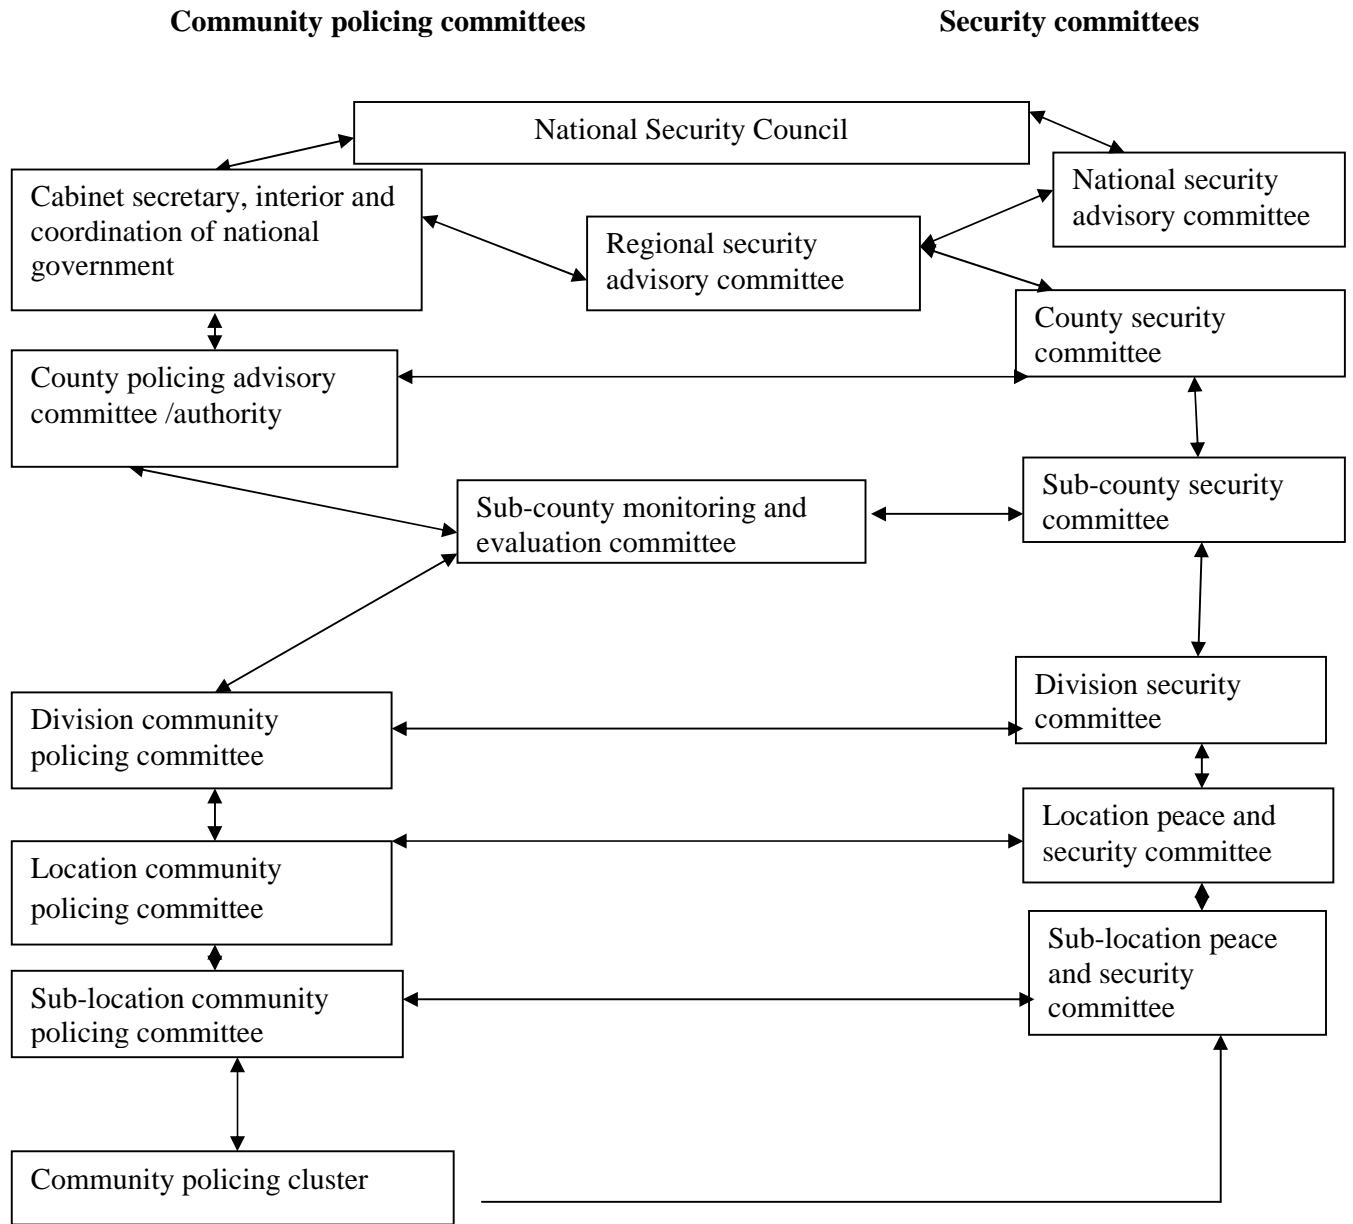 Community policing committees
Security committees
National Security Council
Cabinet secretary, interior and
coordination of national
government
National security
advisory committee
Regional security
advisory committee
County security
committee
County policing advisory
committee /authority
Sub-county monitoring and
evaluation committee
Sub-county security
committee
Division community
policing committee
Division security
committee
Location community
policing committee
Location peace and
security committee
Sub-location community
policing committee
Sub-location peace
and security
committee
Community policing cluster